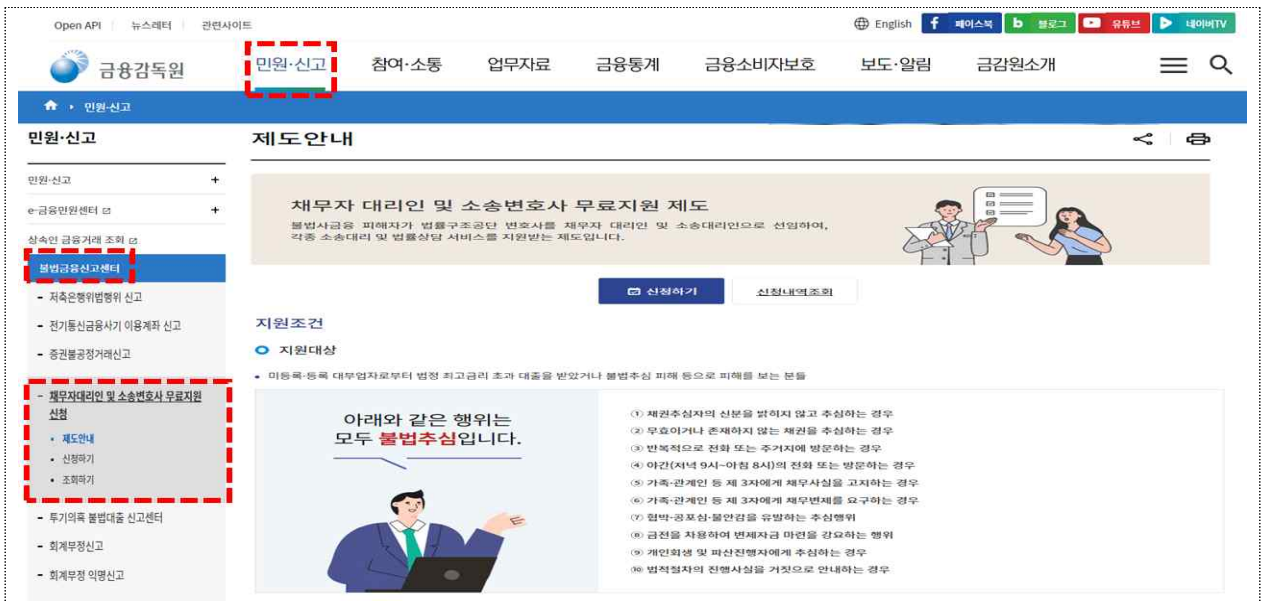 Open API 뉴스레터 관련사이트
English 페이스북 블로그 유튜브 네이버TV
금융감독원
민원·신고 참여·소통 업무자료 금융통계 금융소비자보호 보도·알림 금감원소개
민원·신고
민원·신고
민원·신고 +
e-금융민원센터 +
상속인 금융거래 조회
불법금융신고센터
- 저축은행위법행위 신고
- 전기통신금융사기 이용계좌 신고
- 증권불공정거래신고
- 채무자대리인 및 소송변호사 무료지원
신청
• 제도안내
• 신청하기
• 조회하기
- 투기의혹 불법대출 신고센터
- 회계부정신고
- 회계부정 익명신고
제도안내
채무자 대리인 및 소송변호사 무료지원 제도
불법사금융 피해자가 법률구조공단 변호사를 채무자 대리인 및 소송대리인으로 선임하여,
각종 소송대리 및 법률상담 서비스를 지원받는 제도입니다.
신청하기 신청내역조회
지원조건
지원대상
• 미등록·등록 대부업자로부터 법정 최고금리 초과 대출을 받았거나 불법추심 피해 등으로 피해를 보는 분들
아래와 같은 행위는
모두 불법추심입니다.
① 채권추심자의 신분을 밝히지 않고 추심하는 경우
② 무효이거나 존재하지 않는 채권을 추심하는 경우
③ 반복적으로 전화 또는 주거지에 방문하는 경우
④ 야간(저녁 9시~아침 8시)의 전화 또는 방문하는 경우
⑤ 가족·관계인 등 제 3자에게 채무사실을 고지하는 경우
⑥ 가족·관계인 등 제 3자에게 채무변제를 요구하는 경우
⑦ 협박·공포심·불안감을 유발하는 추심행위
⑧ 금전을 차용하여 변제자금 마련을 강요하는 행위
⑨ 개인회생 및 파산진행자에게 추심하는 경우
⑩ 법적절차의 진행사실을 거짓으로 안내하는 경우